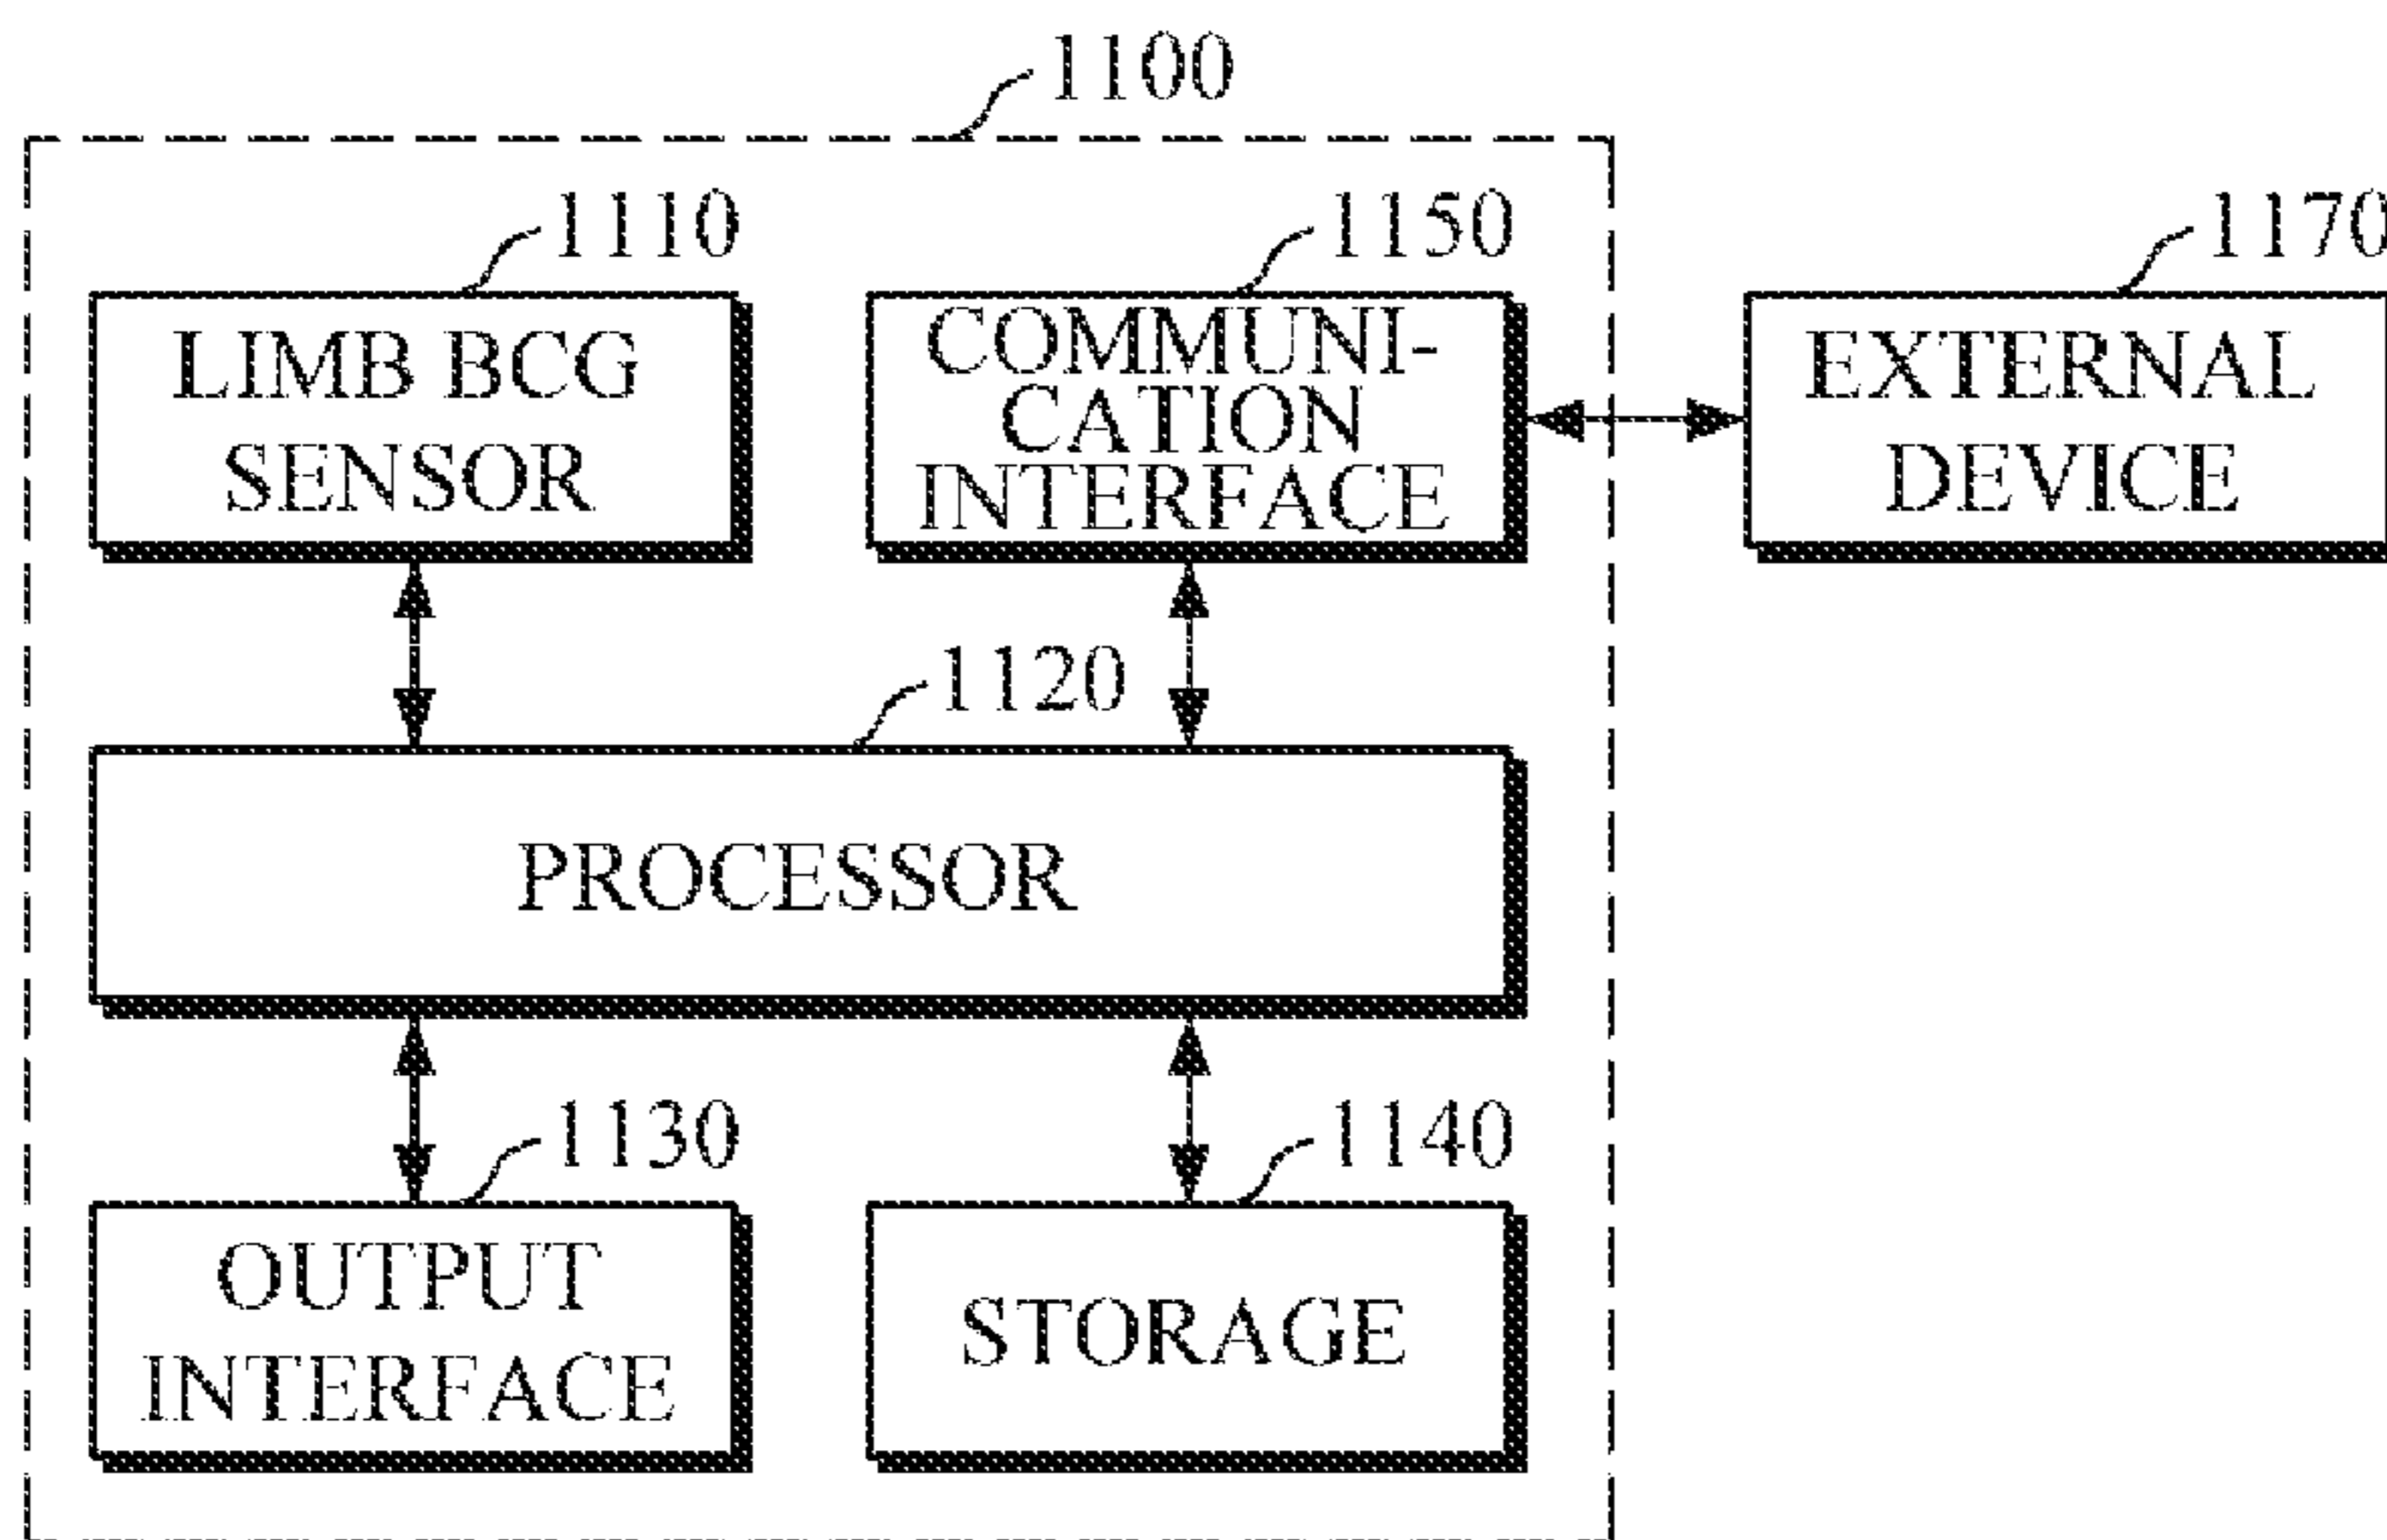 1100
1110
1150
1170
LIMB BCG
SENSOR
COMMUNI-
CATION
INTERFACE
EXTERNAL
DEVICE
1120
PROCESSOR
1130
1140
OUTPUT
INTERFACE
STORAGE